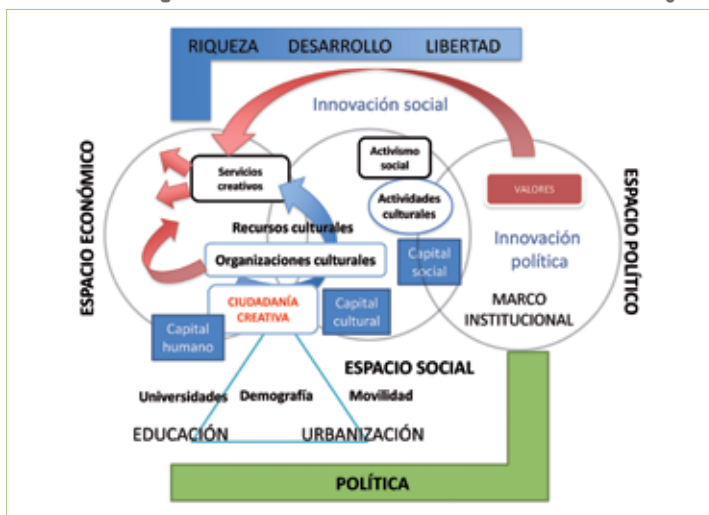 RIQUEZA DESARROLLO LIBERTAD
Innovación social
ESPACIO ECONÓMICO
Servicios
creativos
Activismo
social
Actividades
culturales
VALORES
ESPACIO POLÍTICO
Recursos culturales
Organizaciones culturales
Capital
social
Innovación
política
CIUDADANÍA
CREATIVA
Capital
cultural
Capital
humano
MARCO
INSTITUCIONAL
ESPACIO SOCIAL
Universidades Demografía Movilidad
EDUCACIÓN URBANIZACIÓN
POLÍTICA